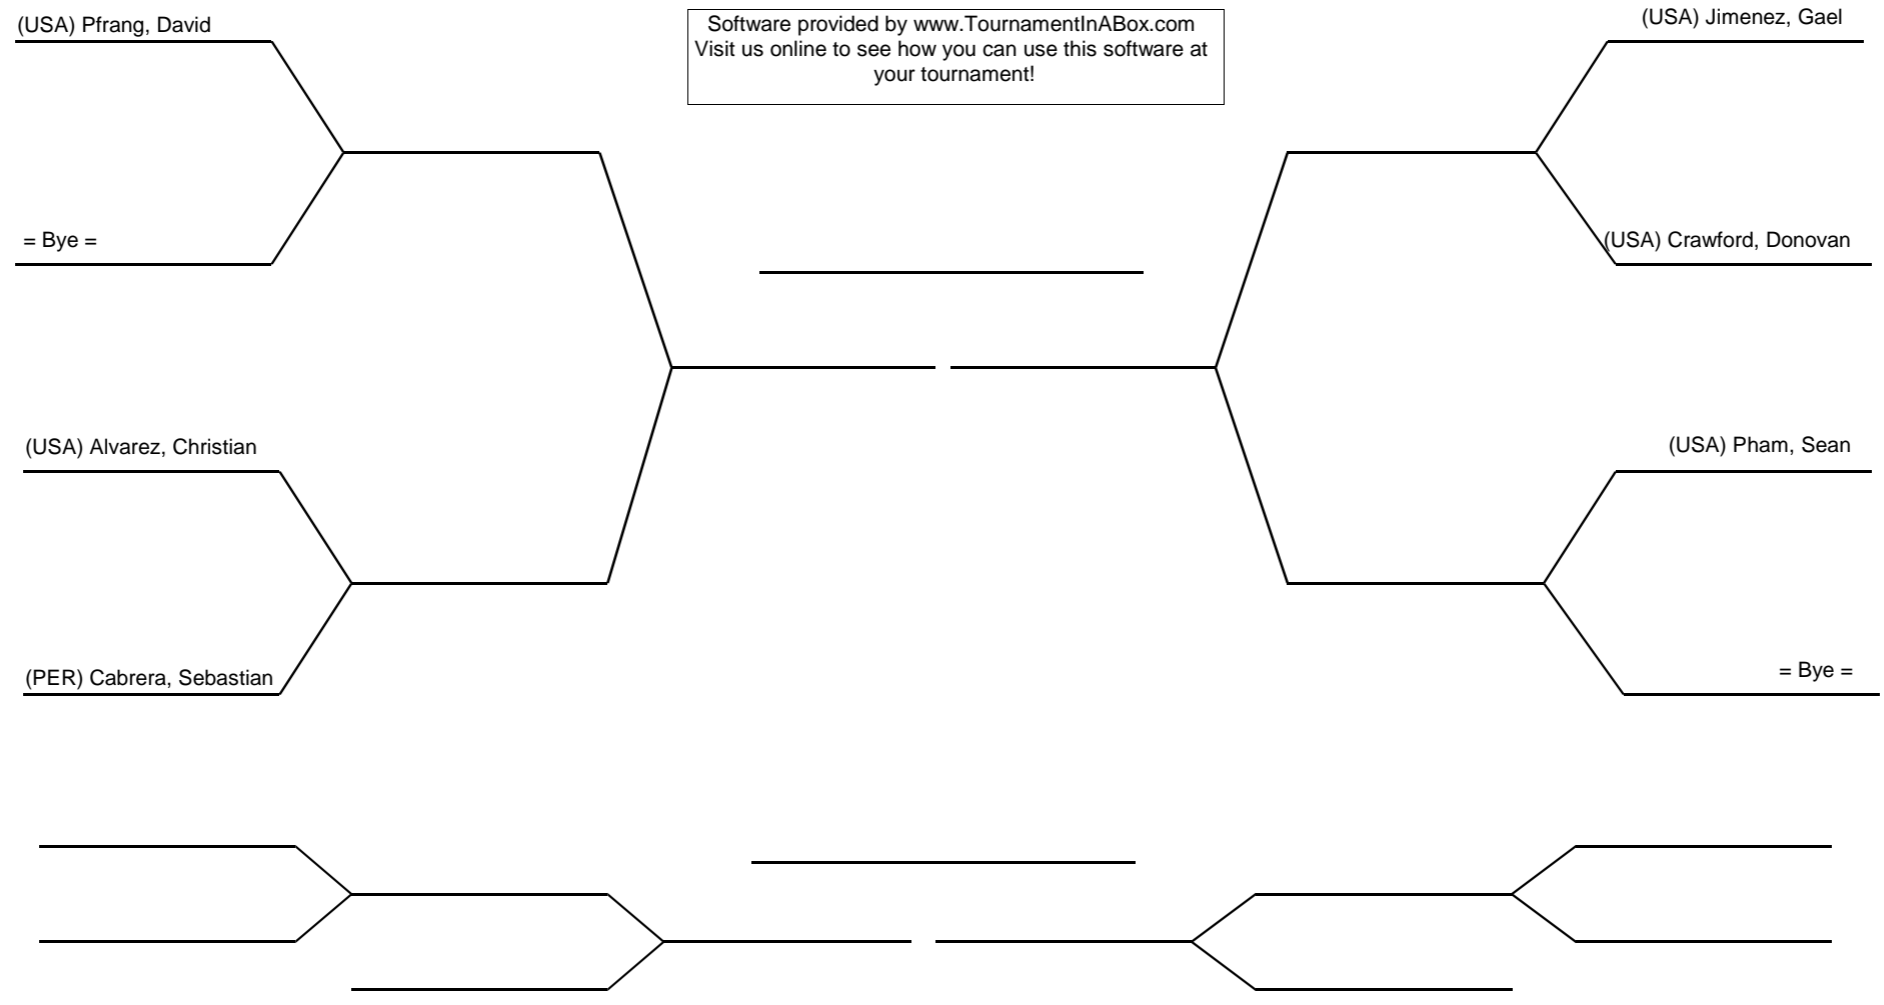 (USA) Pfrang, David
Software provided by www.TournamentInABox.com
Visit us online to see how you can use this software at
your tournament!
(USA) Jimenez, Gael
= Bye =
(USA) Crawford, Donovan
(USA) Alvarez, Christian
(USA) Pham, Sean
(PER) Cabrera, Sebastian
= Bye =